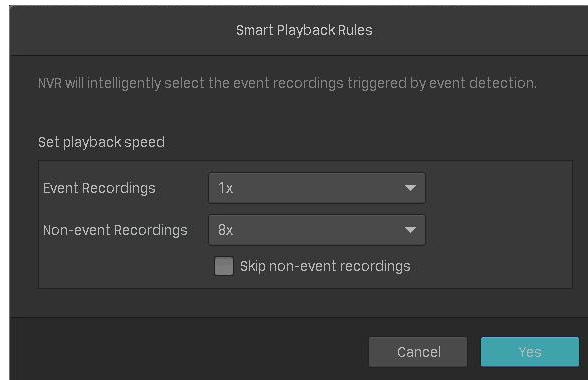 Smart Playback Rules
NVR will intelligently select the event recordings triggered by event detection.
Set playback speed
Event Recordings 1x
Non-event Recordings 8x
Skip non-event recordings
Cancel Yes